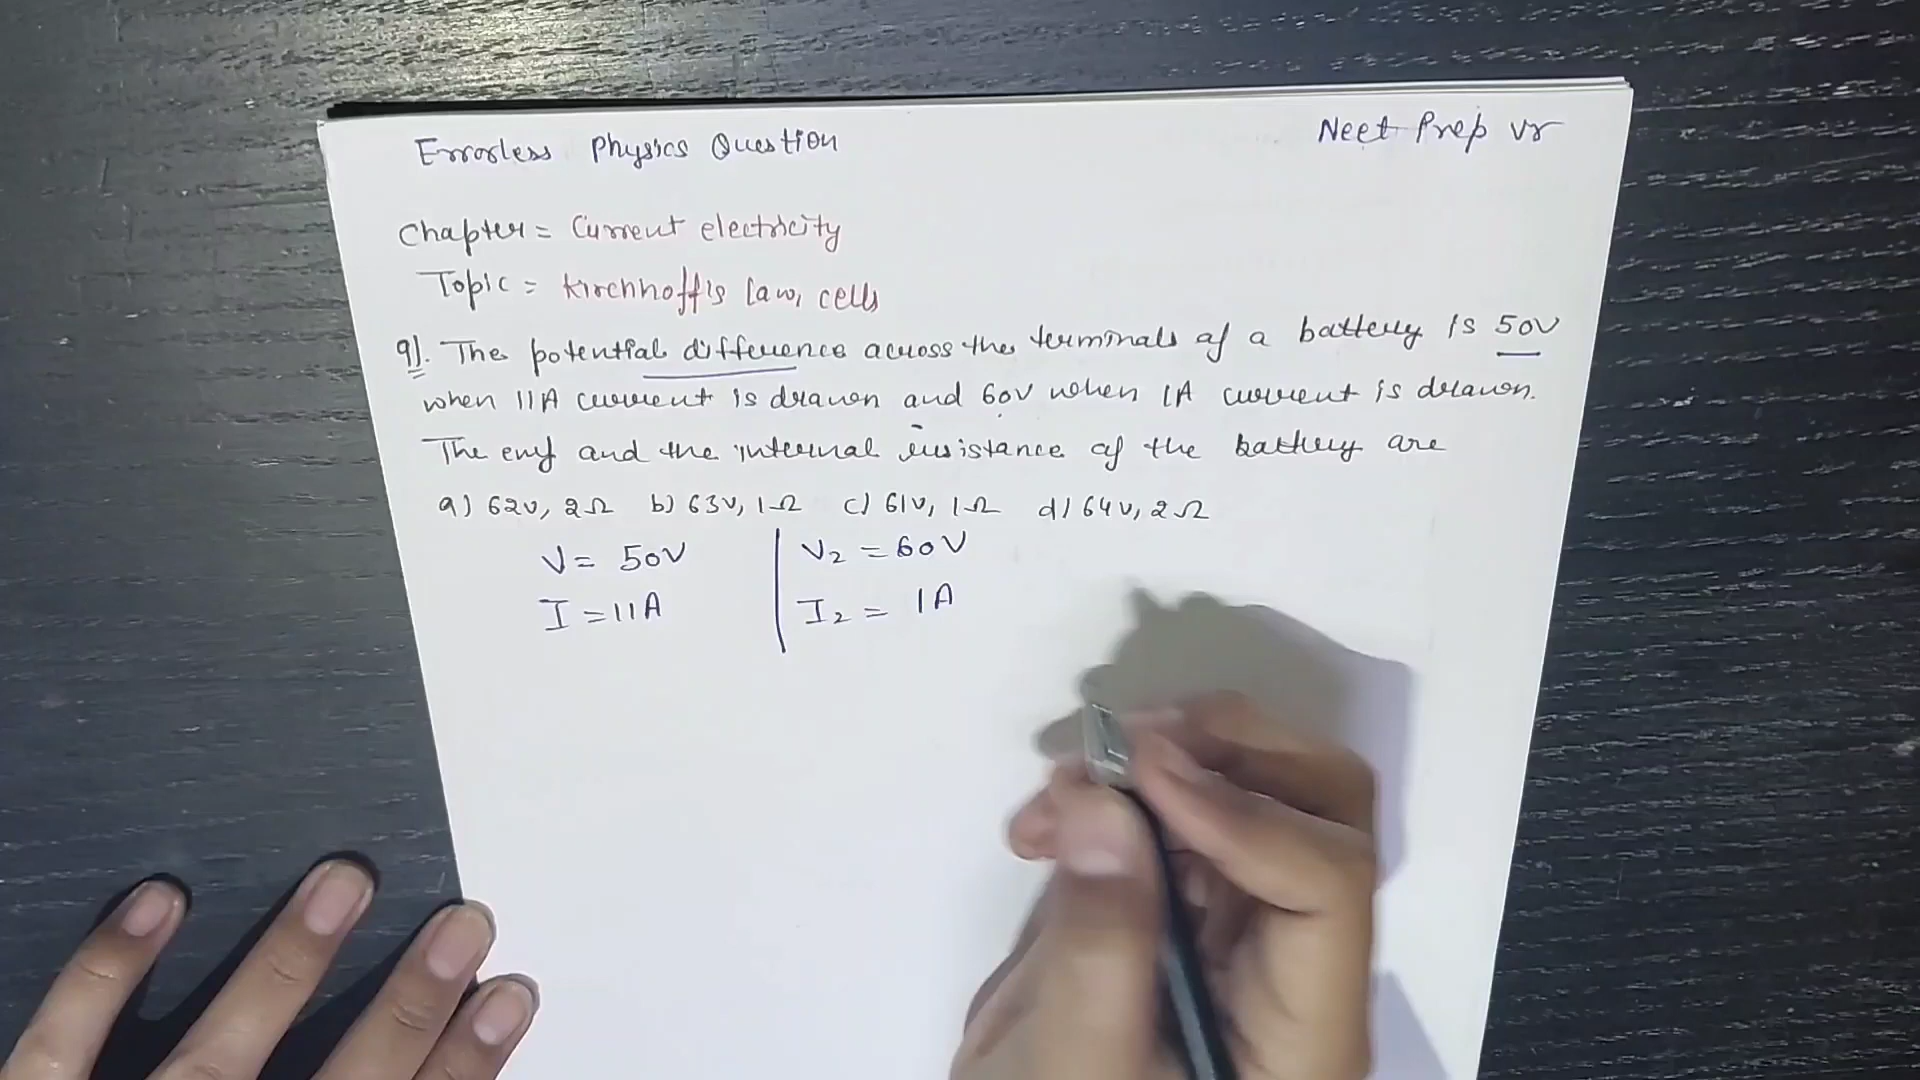 Errorless Physics Question
Neet Prep vr
Chapter = Current electricity
Topic = Kirchhoff's law, cells
9). The potential difference across the terminals of a battery is 50V
when 11A current is drawn and 60V when 1A current is drawn.
The emf and the internal resistance of the battery are
a) 62V, 2Ω b) 63V, 1Ω c) 61V, 1Ω d) 64V, 2Ω
V = 50V
I = 11A
V₂ = 60V
I₂ = 1A